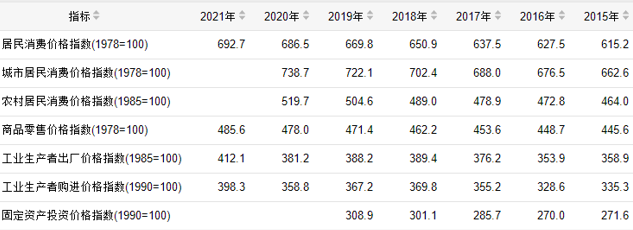 指标 2021年 2020年 2019年 2018年 2017年 2016年 2015年
居民消费价格指数(1978=100) 692.7 686.5 669.8 650.9 637.5 627.5 615.2
城市居民消费价格指数(1978=100) 738.7 722.1 702.4 688.0 676.5 662.6
农村居民消费价格指数(1985=100) 519.7 504.6 489.0 478.9 472.8 464.0
商品零售价格指数(1978=100) 485.6 478.0 471.4 462.2 453.6 448.7 445.6
工业生产者出厂价格指数(1985=100) 412.1 381.2 388.2 389.4 376.2 353.9 358.9
工业生产者购进价格指数(1990=100) 398.3 358.8 367.2 369.8 355.2 328.6 335.3
固定资产投资价格指数(1990=100) 308.9 301.1 285.7 270.0 271.6